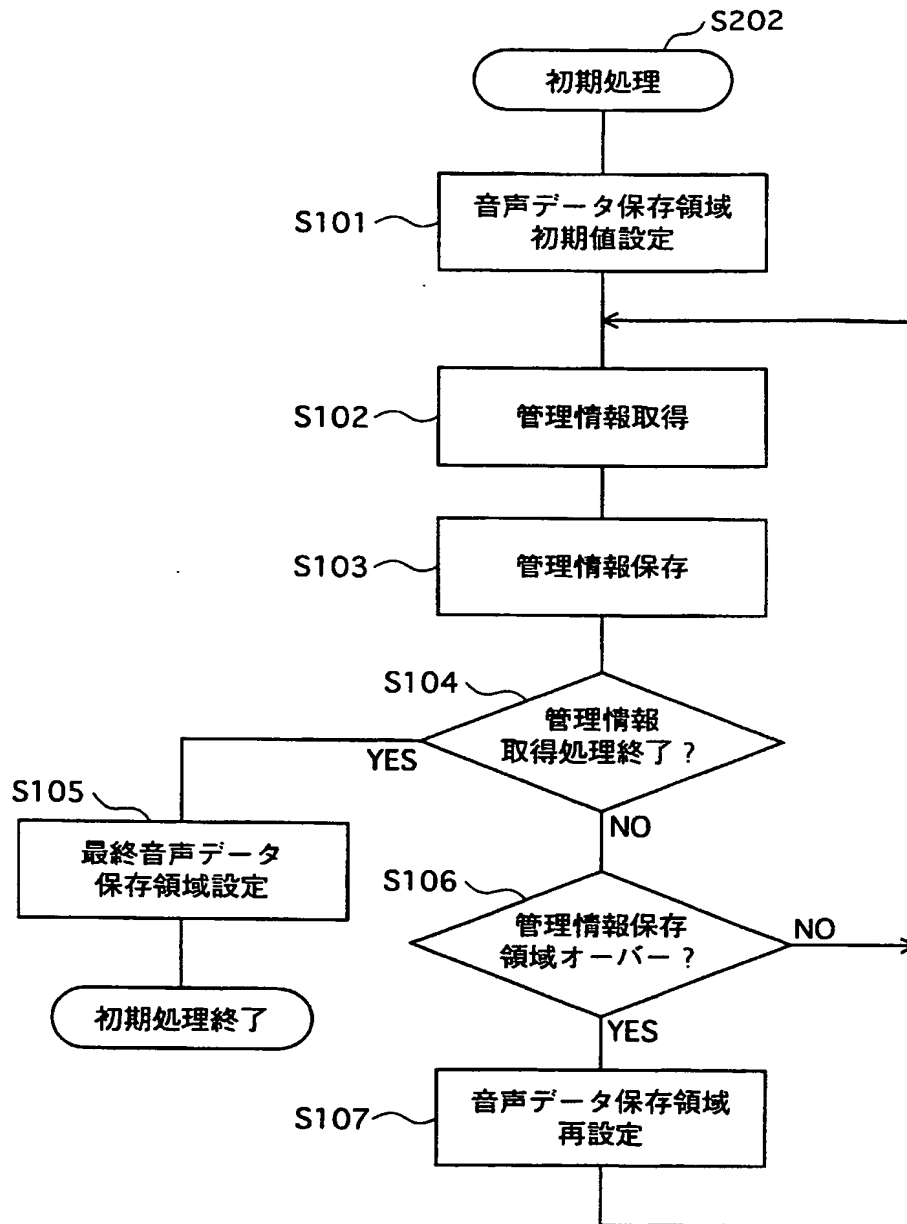 S202
初期処理
S101
音声データ保存領域
初期値設定
S102
管理情報取得
S103
管理情報保存
S104
管理情報
取得処理終了？
YES
NO
S105
最終音声データ
保存領域設定
S106
管理情報保存
領域オーバー？
NO
初期処理終了
YES
S107
音声データ保存領域
再設定